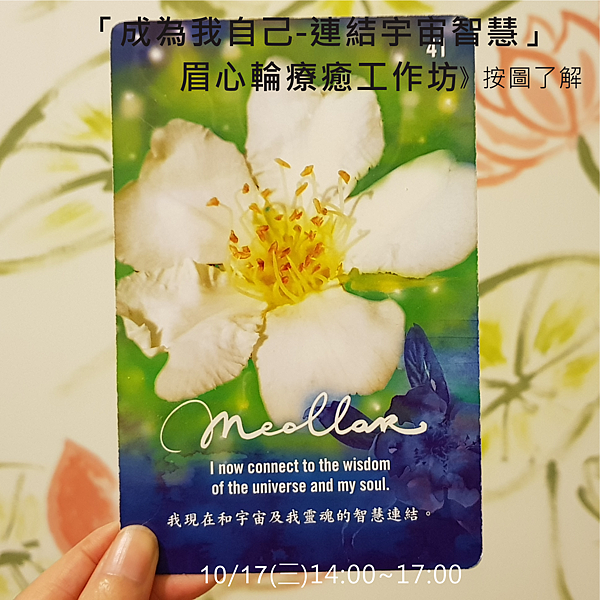 「成為我自己-連結宇宙智慧」
41
眉心輪療癒工作坊》按圖了解
Mcollar
I now connect to the wisdom
of the universe and my soul.
我現在和宇宙及我靈魂的智慧連結。
10/17(三)14:00~17:00